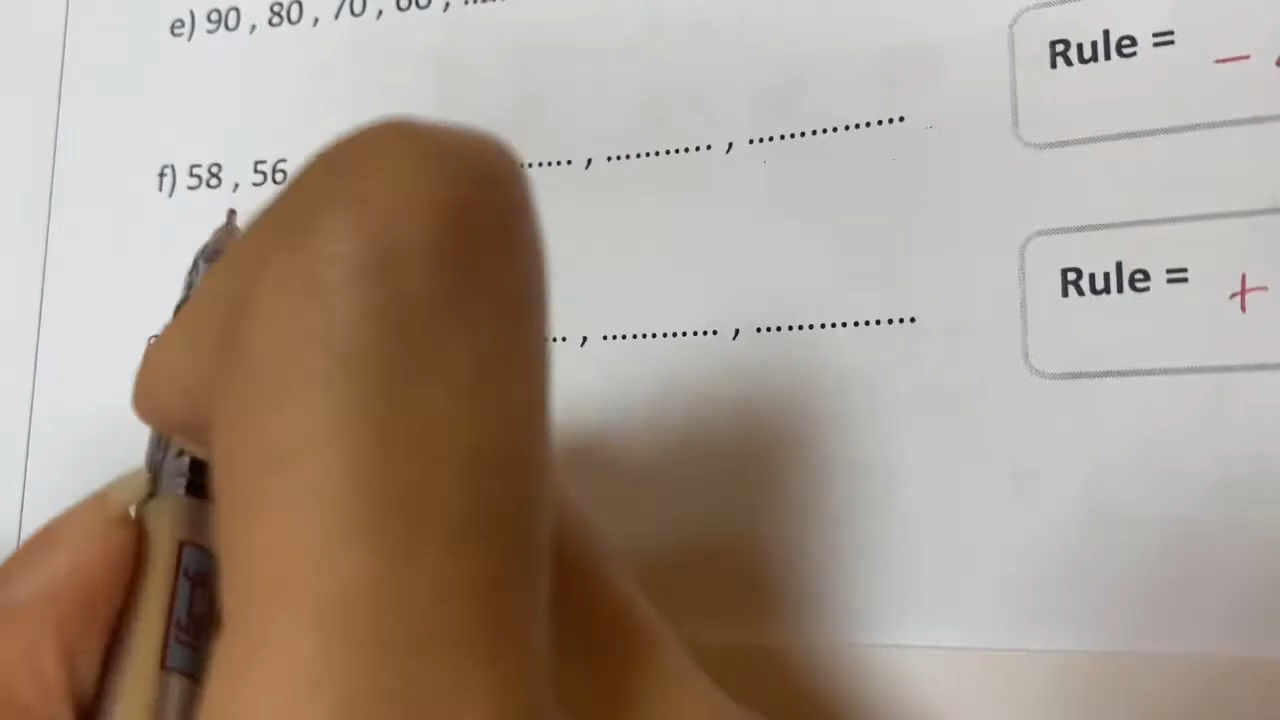 e) 90 , 80 , 70 , 60 ,
Rule = −
f) 58 , 56 ...... , ........... , ...............
Rule = +
... , ............ , ................